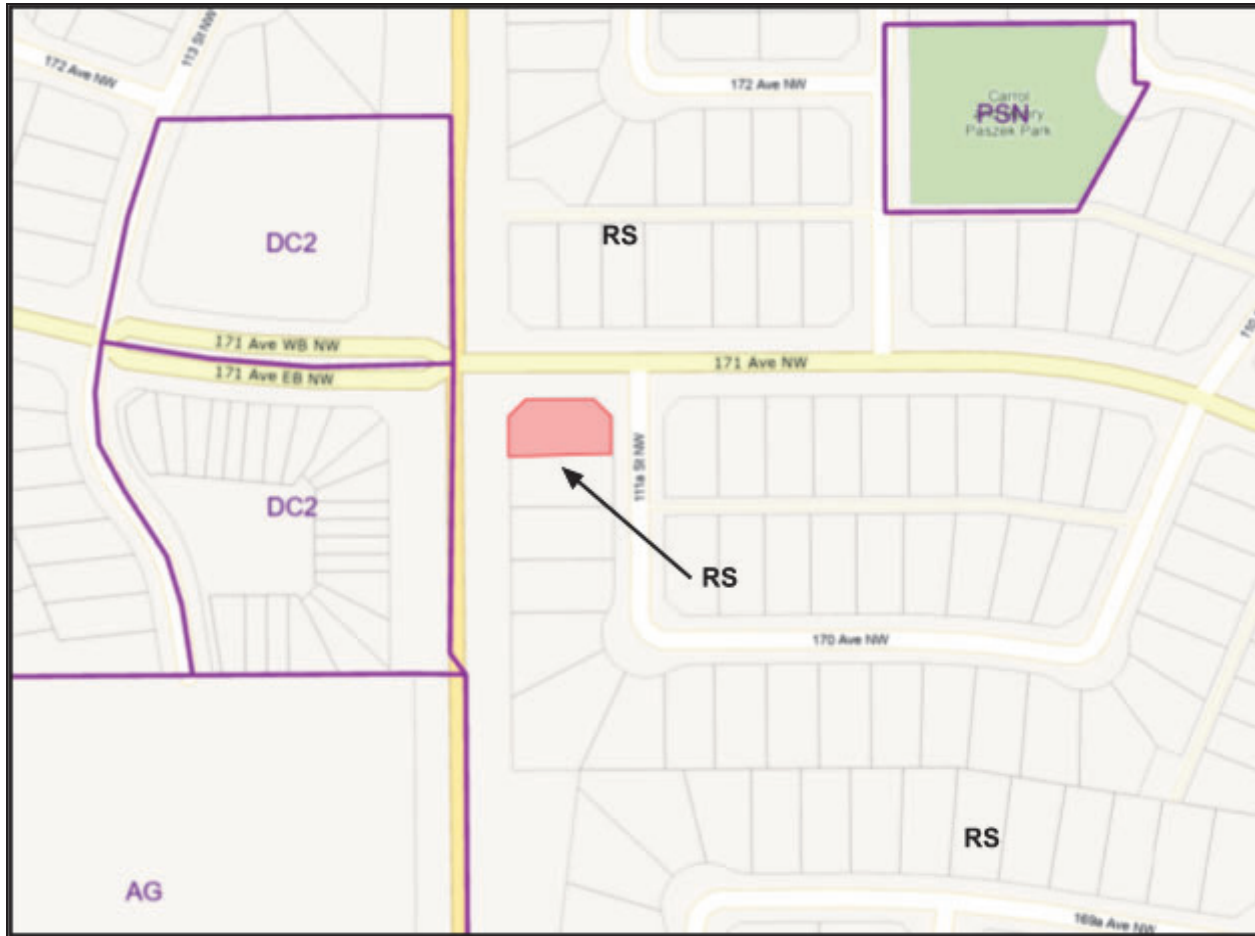 113 St NW
172 Ave NW
172 Ave NW
Carrol
PSN
Paszek Park
DC2
RS
171 Ave WB NW
171 Ave NW
171 Ave EB NW
111a St NW
DC2
RS
170 Ave NW
RS
AG
169a Ave NW